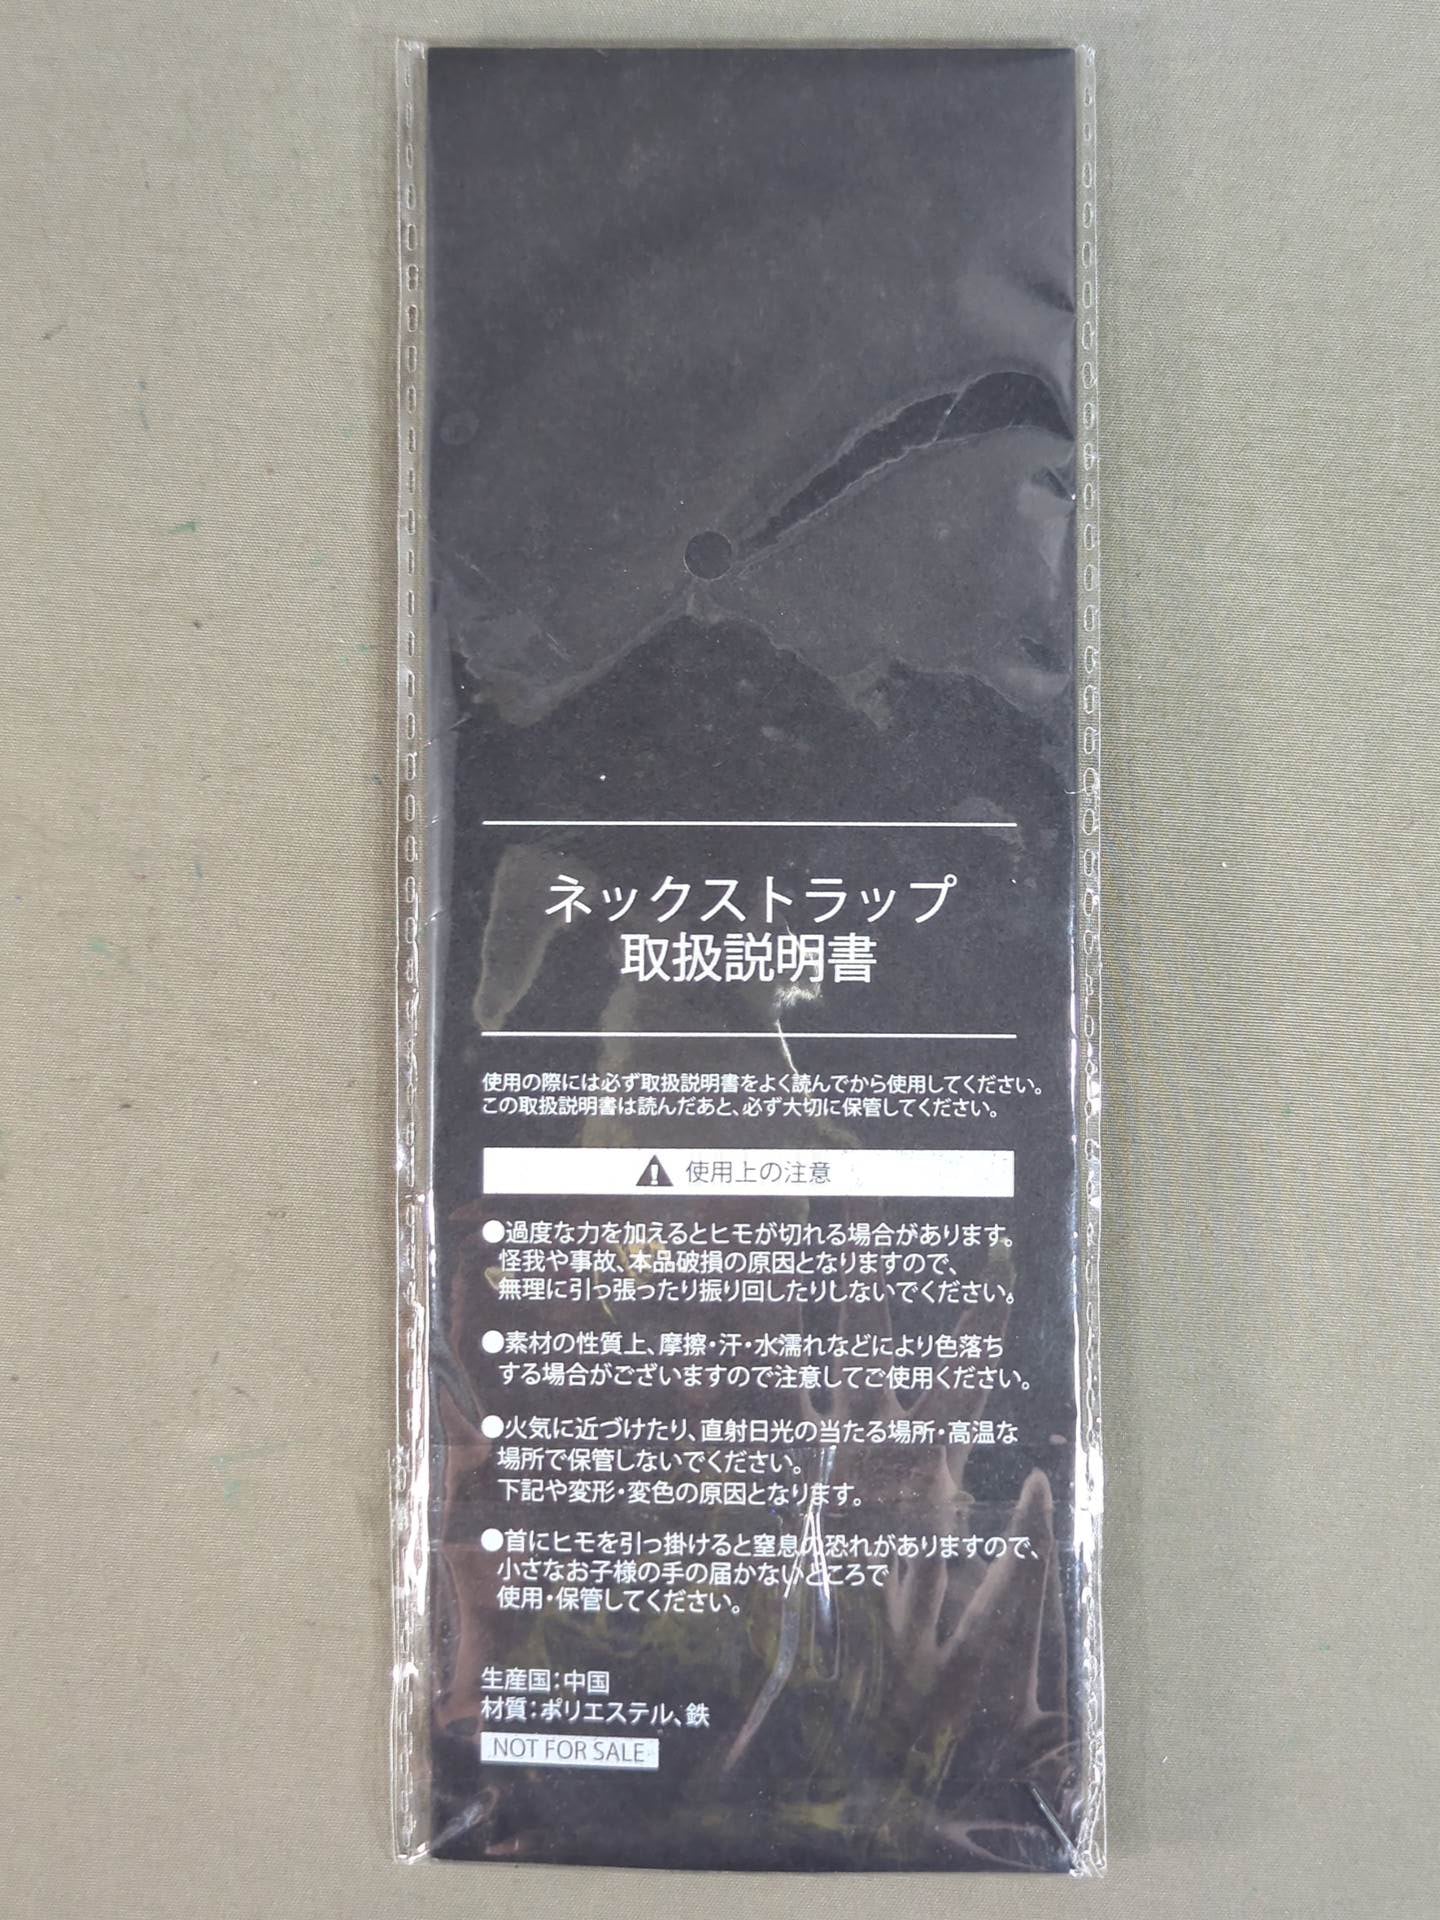 ネックストラップ
取扱説明書
使用の際には必ず取扱説明書をよく読んでから使用してください。
この取扱説明書は読んだあと、必ず大切に保管してください。
使用上の注意
●過度な力を加えるとヒモが切れる場合があります。
怪我や事故、本品破損の原因となりますので、
無理に引っ張ったり振り回したりしないでください。
●素材の性質上、摩擦・汗・水濡れなどにより色落ち
する場合がございますので注意してご使用ください。
●火気に近づけたり、直射日光の当たる場所・高温な
場所で保管しないでください。
下記や変形・変色の原因となります。
●首にヒモを引っ掛けると窒息の恐れがありますので、
小さなお子様の手の届かないところで
使用・保管してください。
生産国：中国
材質：ポリエステル、鉄
NOT FOR SALE